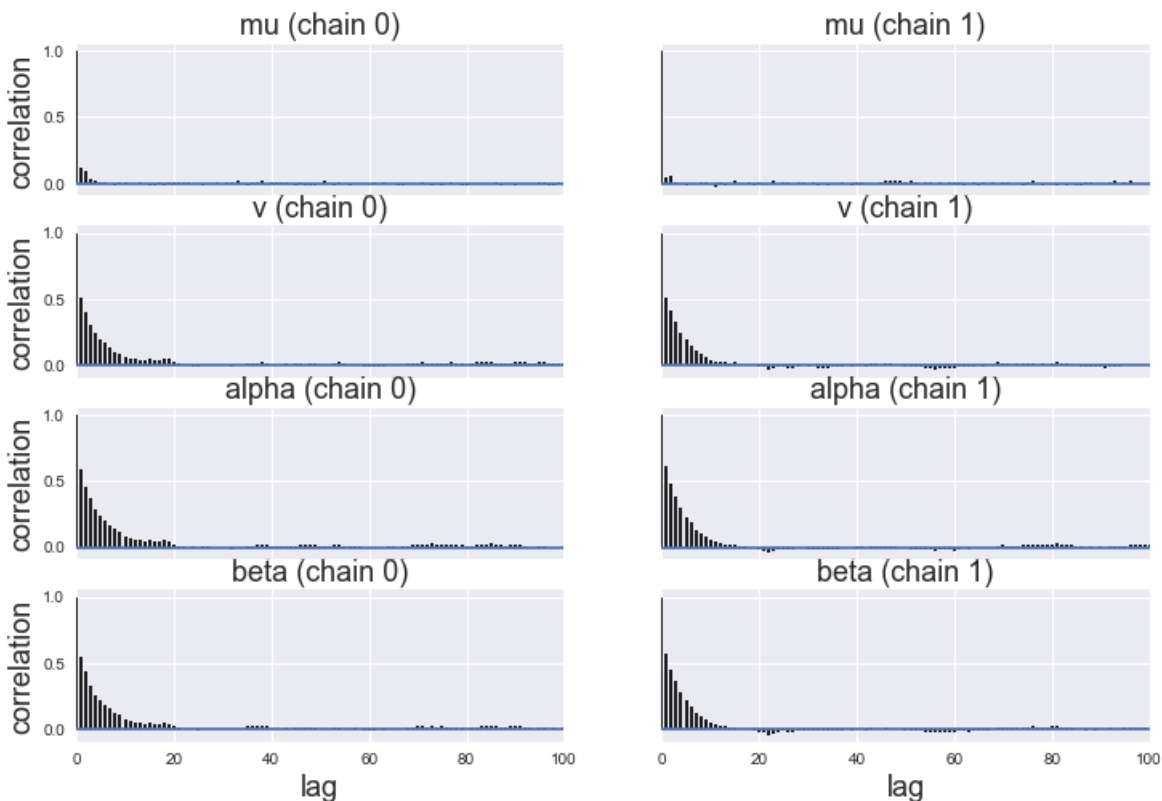 mu (chain 0)
mu (chain 1)
correlation
1.0
0.5
0.0
v (chain 0)
v (chain 1)
correlation
1.0
0.5
0.0
alpha (chain 0)
alpha (chain 1)
correlation
1.0
0.5
0.0
beta (chain 0)
beta (chain 1)
correlation
1.0
0.5
0.0
0 20 40 60 80 100
0 20 40 60 80 100
lag
lag